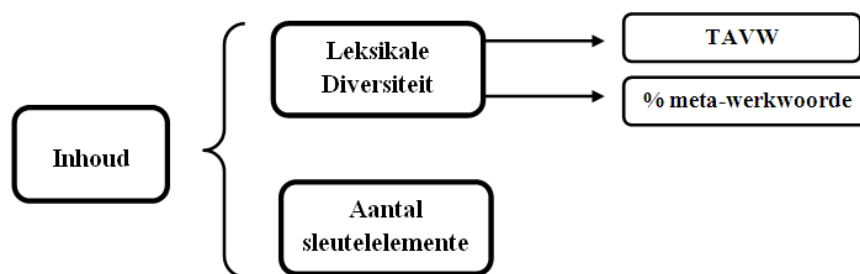 Inhoud
Leksikale
Diversiteit
TAVW
% meta-werkwoorde
Aantal
sleutelelemente